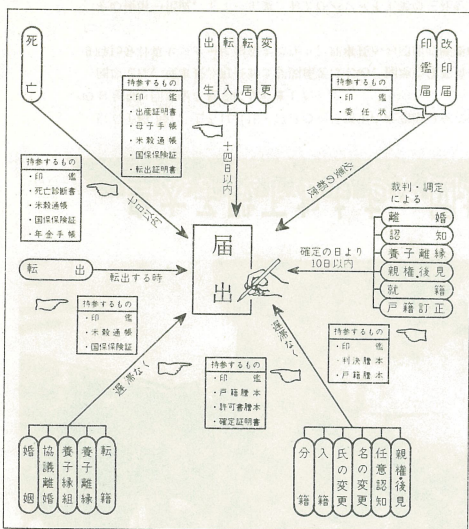 死亡
出生
転入
転居
変更
印鑑届
改印届
持参するもの
・印鑑
・出産証明書
・母子手帳
・米穀通帳
・国保保険証
・転出証明書
持参するもの
・印鑑
・委任状
十四日以内
必要の時
持参するもの
・印鑑
・死亡診断書
・米穀通帳
・国保保険証
・年金手帳
七日以内
裁判・調定
による
離婚
認知
養子離縁
親権・後見
就籍
戸籍訂正
確定の日より
10日以内
届出
転出
転出する時
持参するもの
・印鑑
・米穀通帳
・国保保険証
遅滞なく
持参するもの
・印鑑
・戸籍謄本
・許可書謄本
・確定証明書
遅滞なく
持参するもの
・印鑑
・判決謄本
・戸籍謄本
婚姻
協議離婚
養子縁組
養子離縁
転籍
分籍
入籍
氏の変更
名の変更
任意認知
親権・後見